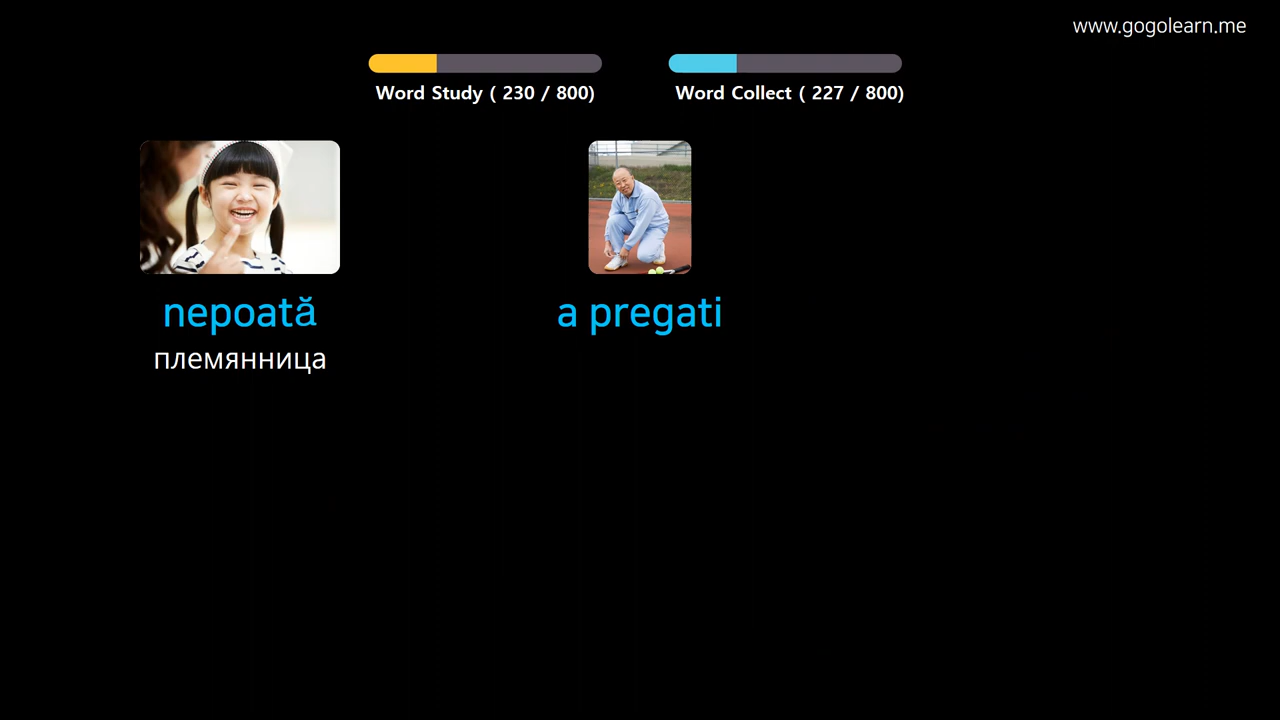 www.gogolearn.me
Word Study ( 230 / 800)
Word Collect ( 227 / 800)
nepoată
a pregati
племянница